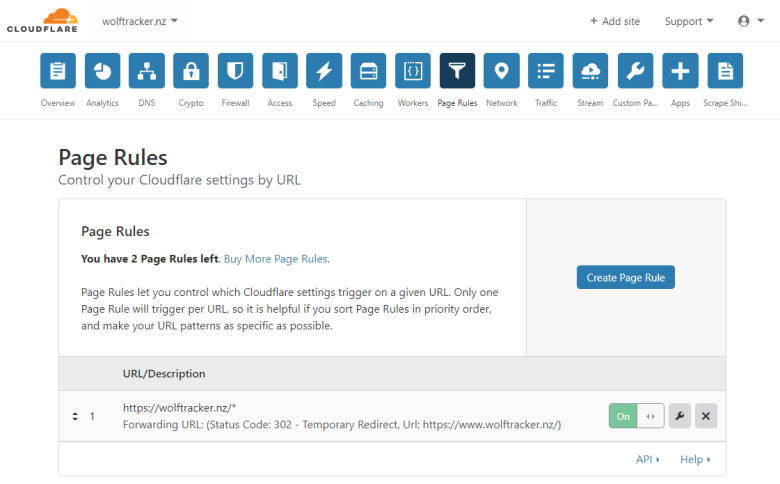 CLOUDFLARE
wolftracker.nz
+ Add site
Support
Overview
Analytics
DNS
Crypto
Firewall
Access
Speed
Caching
Workers
Page Rules
Network
Traffic
Stream
Custom Pa...
Apps
Scrape Shi...
Page Rules
Control your Cloudflare settings by URL
Page Rules
You have 2 Page Rules left. Buy More Page Rules.
Create Page Rule
Page Rules let you control which Cloudflare settings trigger on a given URL. Only one
Page Rule will trigger per URL, so it is helpful if you sort Page Rules in priority order,
and make your URL patterns as specific as possible.
URL/Description
1
https://wolftracker.nz/*
Forwarding URL: (Status Code: 302 - Temporary Redirect, Url: https://www.wolftracker.nz/)
On
API
Help